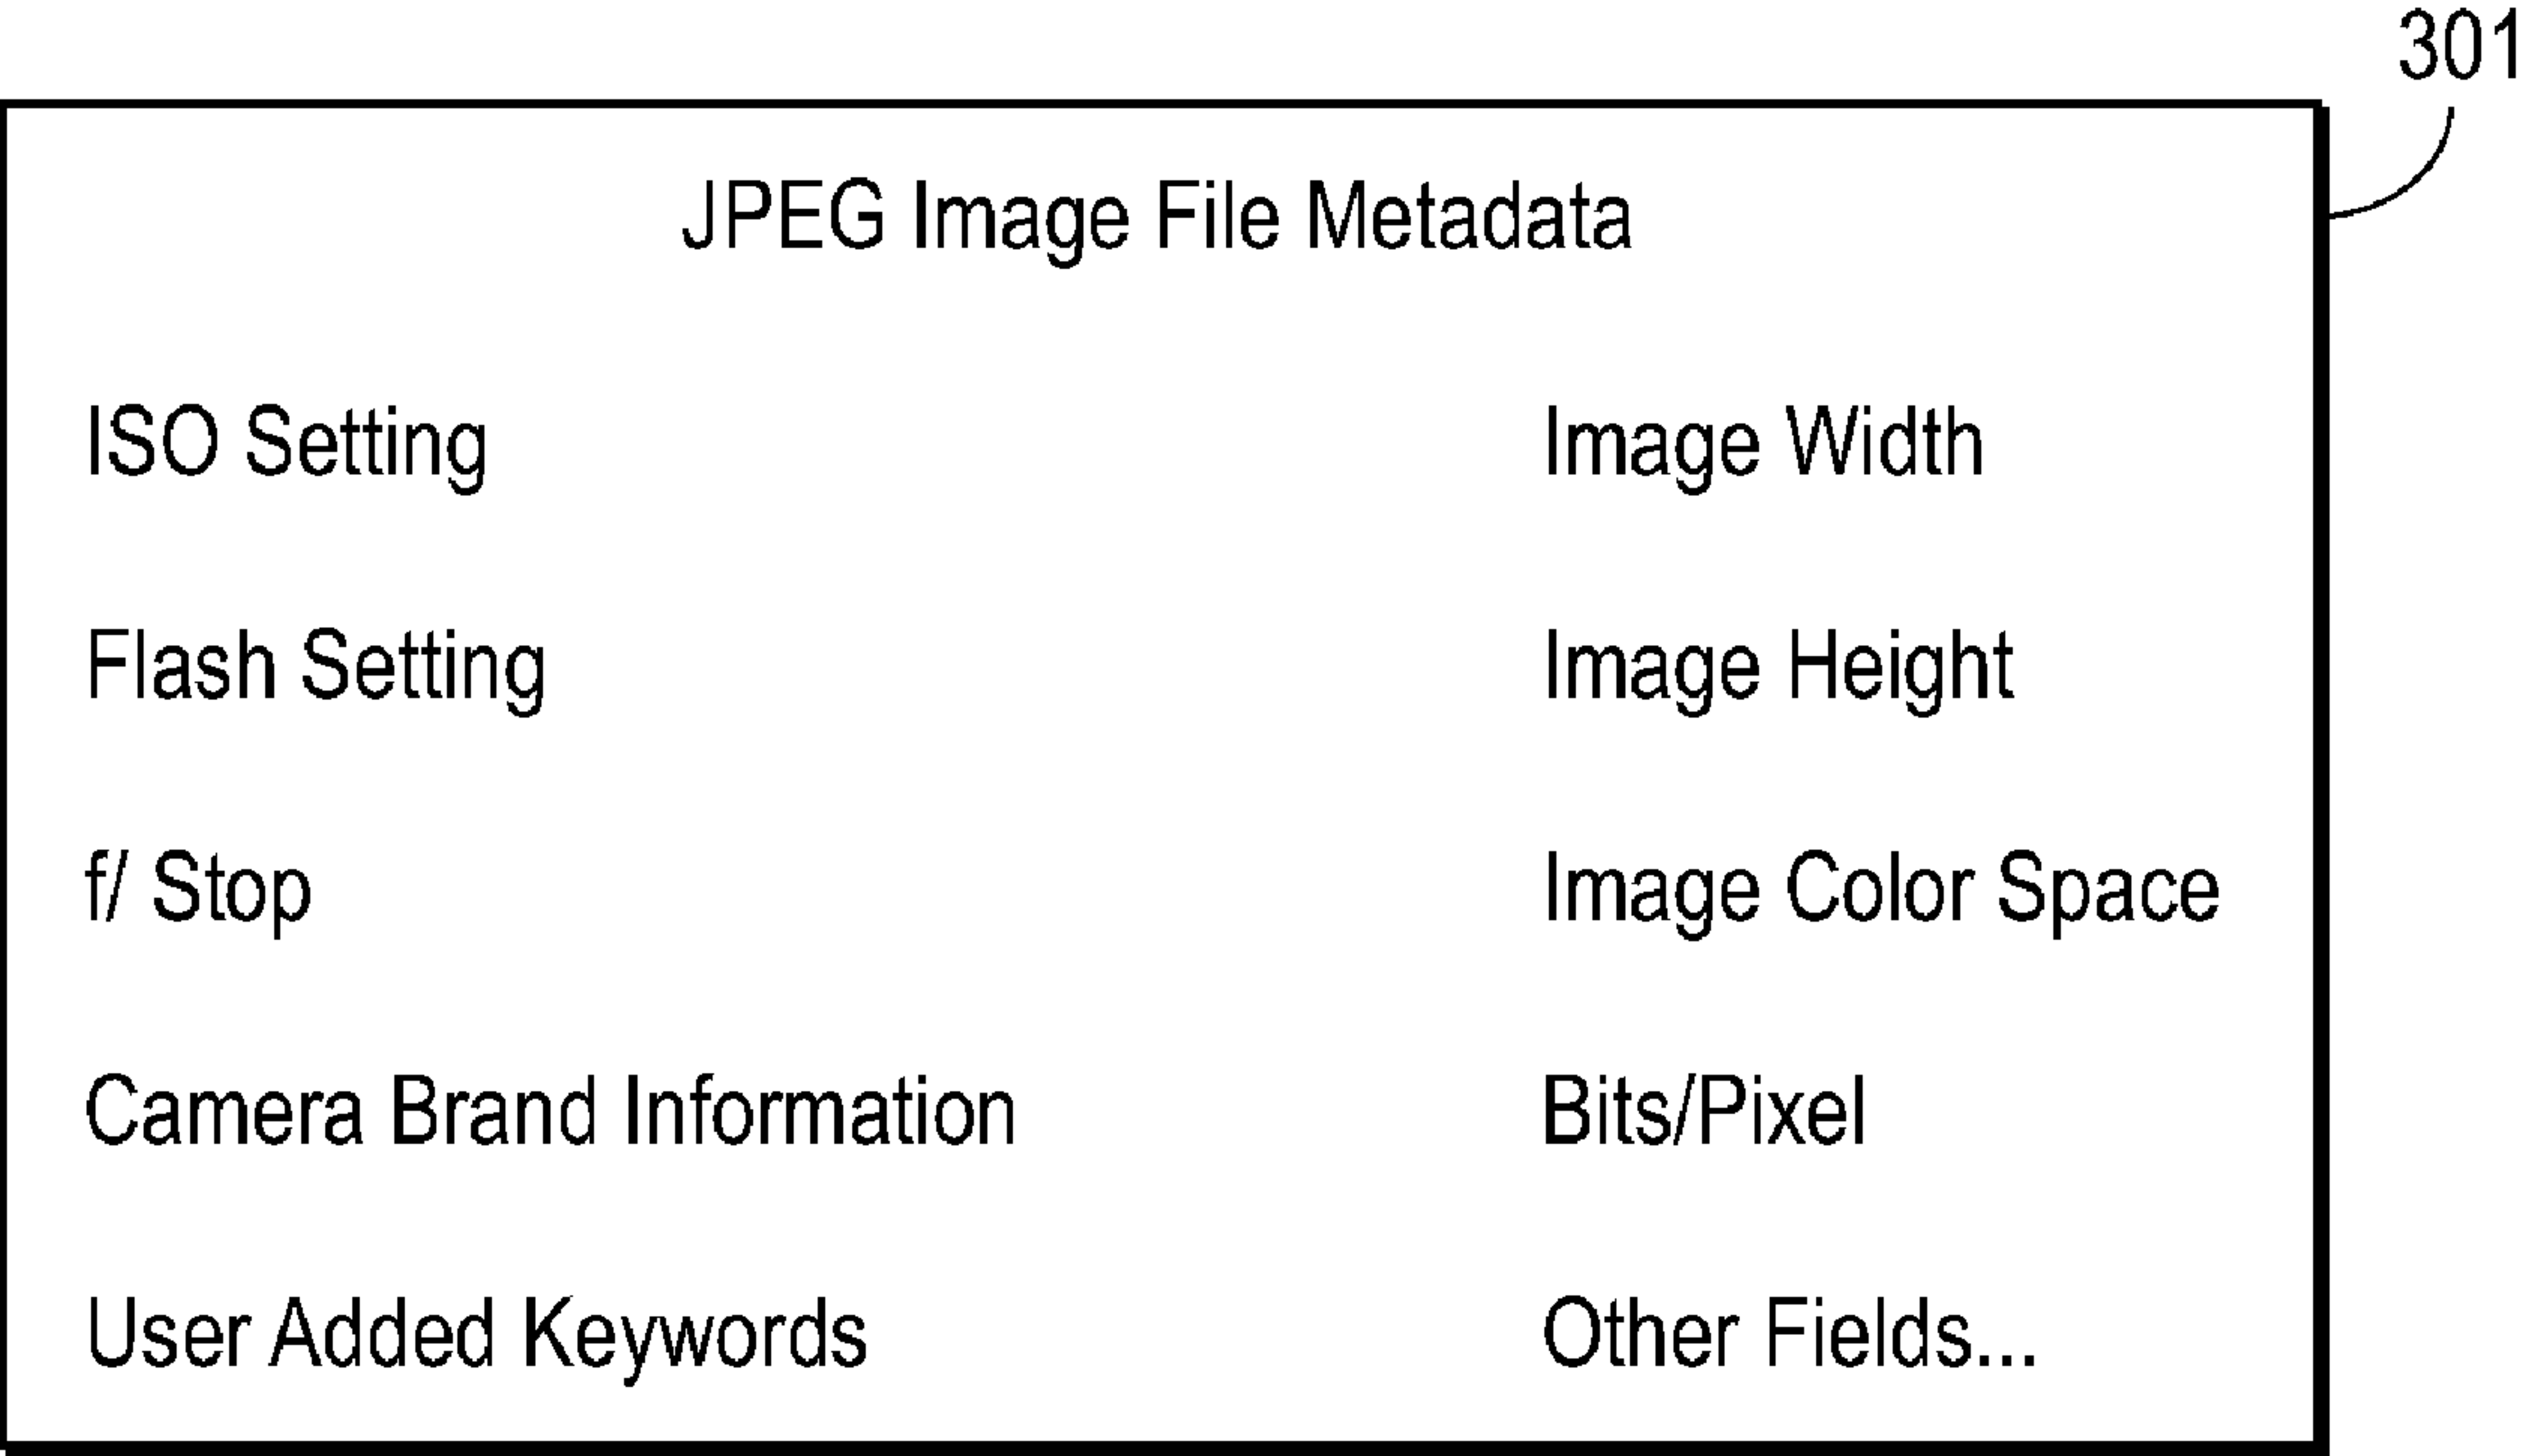 301
JPEG Image File Metadata
ISO Setting
Image Width
Flash Setting
Image Height
f/ Stop
Image Color Space
Camera Brand Information
Bits/Pixel
User Added Keywords
Other Fields...